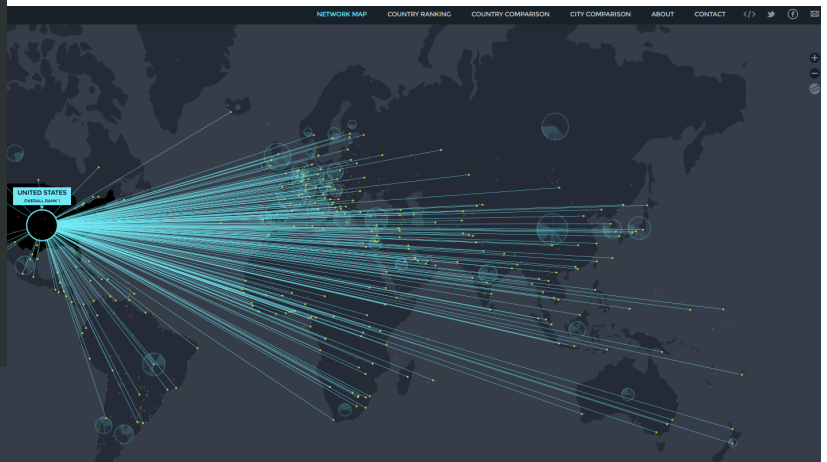 NETWORK MAP COUNTRY RANKING COUNTRY COMPARISON CITY COMPARISON ABOUT CONTACT </>
UNITED STATES
OVERALL RANK 1